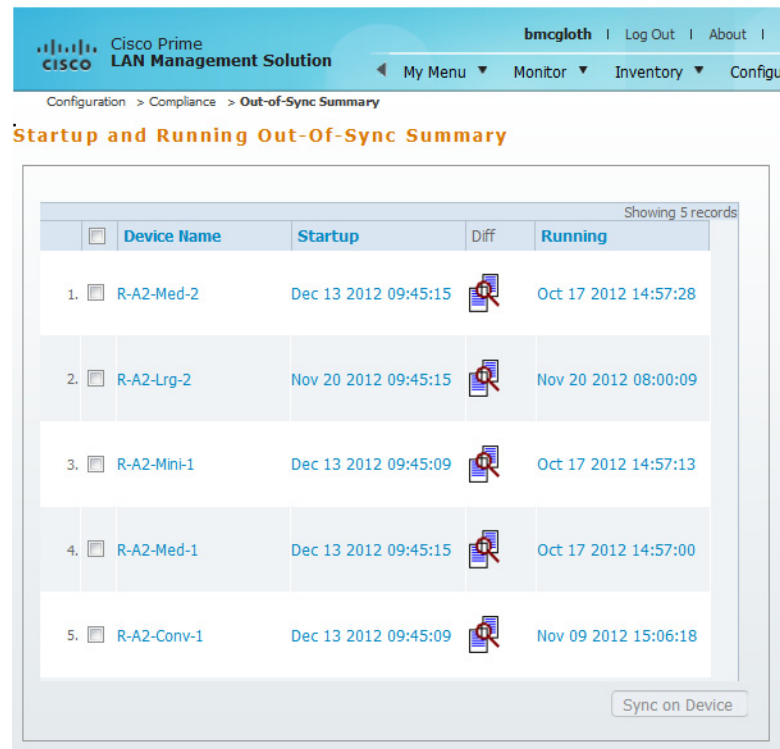 bmcgloth | Log Out | About |
Cisco Prime
CISCO LAN Management Solution
My Menu Monitor Inventory Configu
Configuration > Compliance > Out-of-Sync Summary
Startup and Running Out-Of-Sync Summary
Showing 5 records
Device Name Startup Diff Running
1. R-A2-Med-2 Dec 13 2012 09:45:15 Oct 17 2012 14:57:28
2. R-A2-Lrg-2 Nov 20 2012 09:45:15 Nov 20 2012 08:00:09
3. R-A2-Mini-1 Dec 13 2012 09:45:09 Oct 17 2012 14:57:13
4. R-A2-Med-1 Dec 13 2012 09:45:15 Oct 17 2012 14:57:00
5. R-A2-Conv-1 Dec 13 2012 09:45:09 Nov 09 2012 15:06:18
Sync on Device